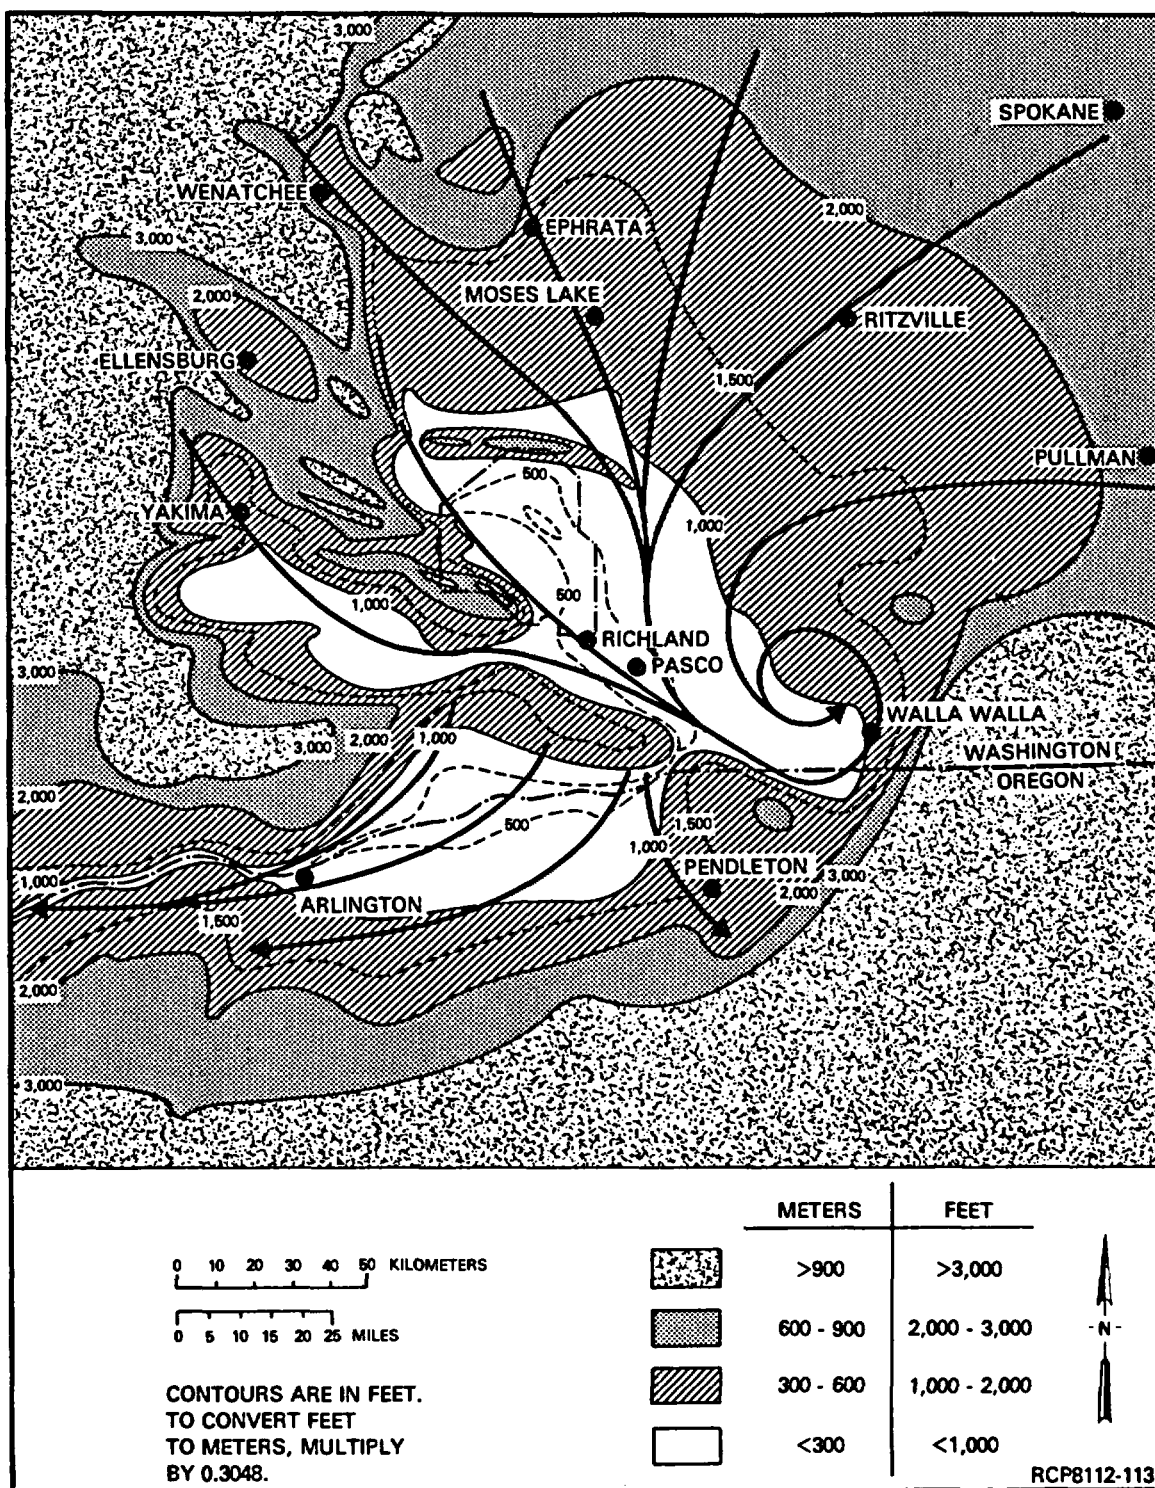 3,000
SPOKANE
WENATCHEE
2,000
EPHRATA
3,000
2,000
MOSES LAKE
RITZVILLE
ELLENSBURG
1,500
PULLMAN
500
YAKIMA
1,000
1,000
500
RICHLAND
PASCO
3,000
WALLA WALLA
2,000
1,000
3,000
WASHINGTON
OREGON
2,000
500
1,500
1,000
PENDLETON
3,000
2,000
1,000
ARLINGTON
1,500
2,000
3,000
METERS FEET
0 10 20 30 40 50 KILOMETERS
>900 >3,000
0 5 10 15 20 25 MILES
600 - 900 2,000 - 3,000
-N-
300 - 600 1,000 - 2,000
CONTOURS ARE IN FEET.
TO CONVERT FEET
TO METERS, MULTIPLY
BY 0.3048.
<300 <1,000
RCP8112-113